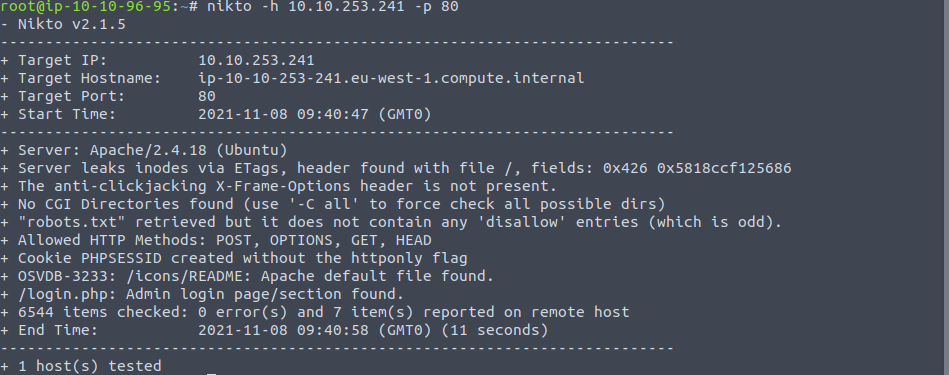 root@ip-10-10-96-95:~# nikto -h 10.10.253.241 -p 80
- Nikto v2.1.5
---------------------------------------------------------------------------
+ Target IP:          10.10.253.241
+ Target Hostname:    ip-10-10-253-241.eu-west-1.compute.internal
+ Target Port:        80
+ Start Time:         2021-11-08 09:40:47 (GMT0)
---------------------------------------------------------------------------
+ Server: Apache/2.4.18 (Ubuntu)
+ Server leaks inodes via ETags, header found with file /, fields: 0x426 0x5818ccf125686
+ The anti-clickjacking X-Frame-Options header is not present.
+ No CGI Directories found (use '-C all' to force check all possible dirs)
+ "robots.txt" retrieved but it does not contain any 'disallow' entries (which is odd).
+ Allowed HTTP Methods: POST, OPTIONS, GET, HEAD
+ Cookie PHPSESSID created without the httponly flag
+ OSVDB-3233: /icons/README: Apache default file found.
+ /login.php: Admin login page/section found.
+ 6544 items checked: 0 error(s) and 7 item(s) reported on remote host
+ End Time:           2021-11-08 09:40:58 (GMT0) (11 seconds)
---------------------------------------------------------------------------
+ 1 host(s) tested